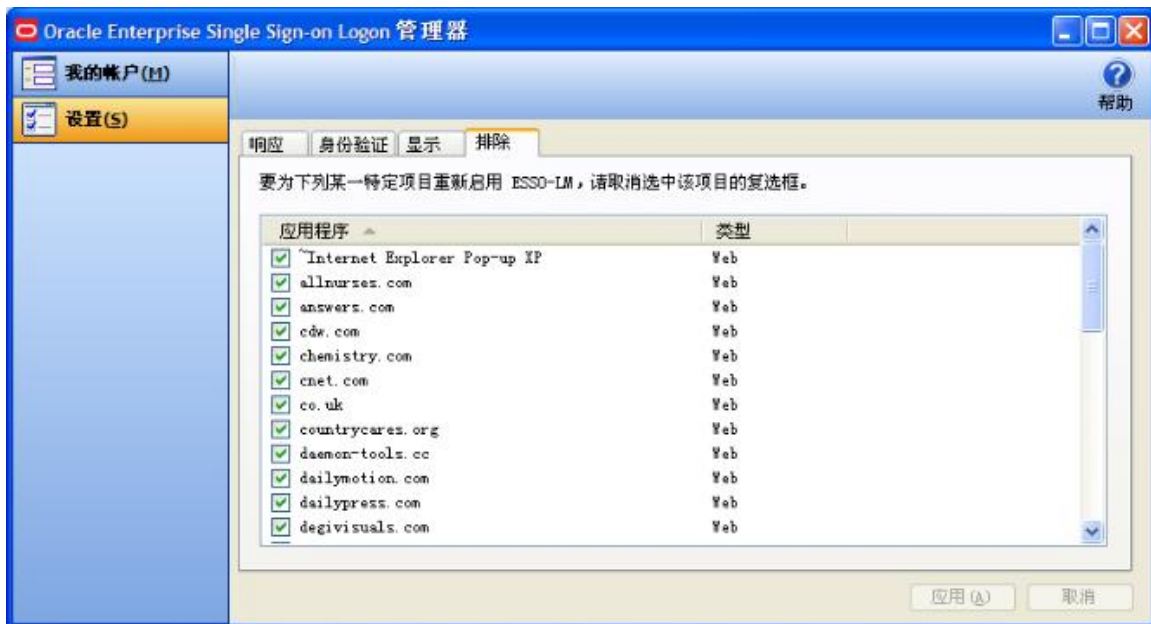 Oracle Enterprise Single Sign-on Logon 管理器
我的帐户(M)
设置(S)
帮助
响应 身份验证 显示 排除
要为下列某一特定项目重新启用 ESSO-LM，请取消选中该项目的复选框。
应用程序 类型
~Internet Explorer Pop-up XP Web
allnurses.com Web
answers.com Web
cdw.com Web
chemistry.com Web
cnet.com Web
co.uk Web
countrycares.org Web
daemon-tools.cc Web
dailymotion.com Web
dailypress.com Web
degivisuals.com Web
应用(A) 取消